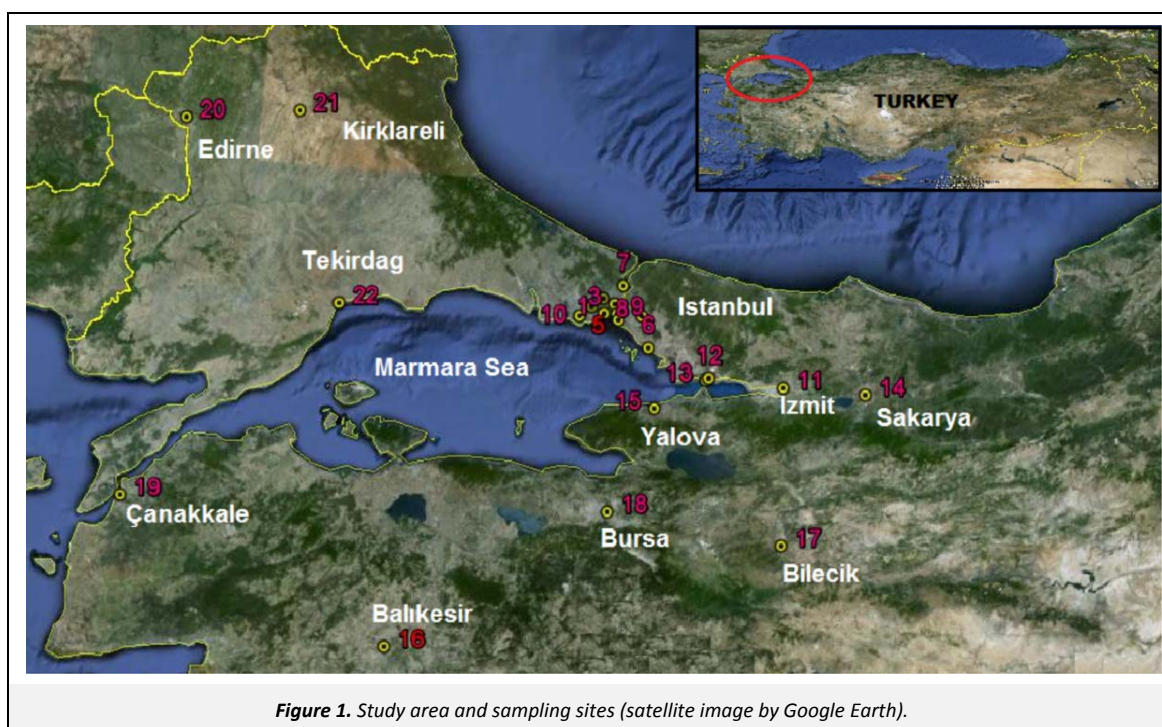 TURKEY
20
21
Edirne
Kirklareli
Tekirdag
22
7
3
1
10
5
8
9
6
Istanbul
Marmara Sea
12
13
11
Izmit
14
Sakarya
15
Yalova
19
Çanakkale
18
Bursa
17
Bilecik
Balıkesir
16
Figure 1. Study area and sampling sites (satellite image by Google Earth).